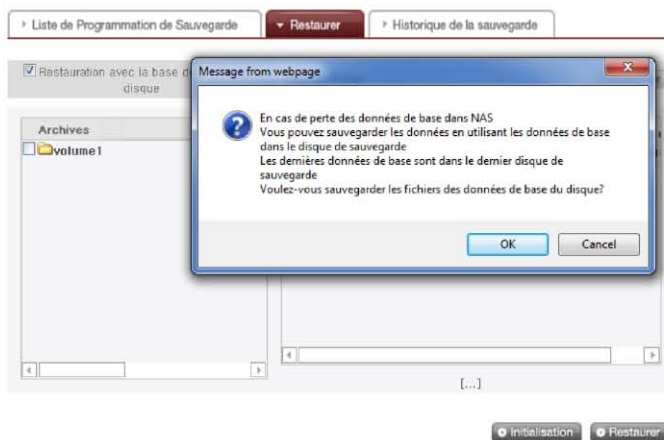 Liste de Programmation de Sauvegarde
Restaurer
Historique de la sauvegarde
Restauration avec la base d
disque
Message from webpage
En cas de perte des données de base dans NAS
Vous pouvez sauvegarder les données en utilisant les données de base
dans le disque de sauvegarde
Les dernières données de base sont dans le dernier disque de
sauvegarde
Voulez-vous sauvegarder les fichiers des données de base du disque?
OK
Cancel
Archives
volume1
[...]
Initialisation
Restaurer